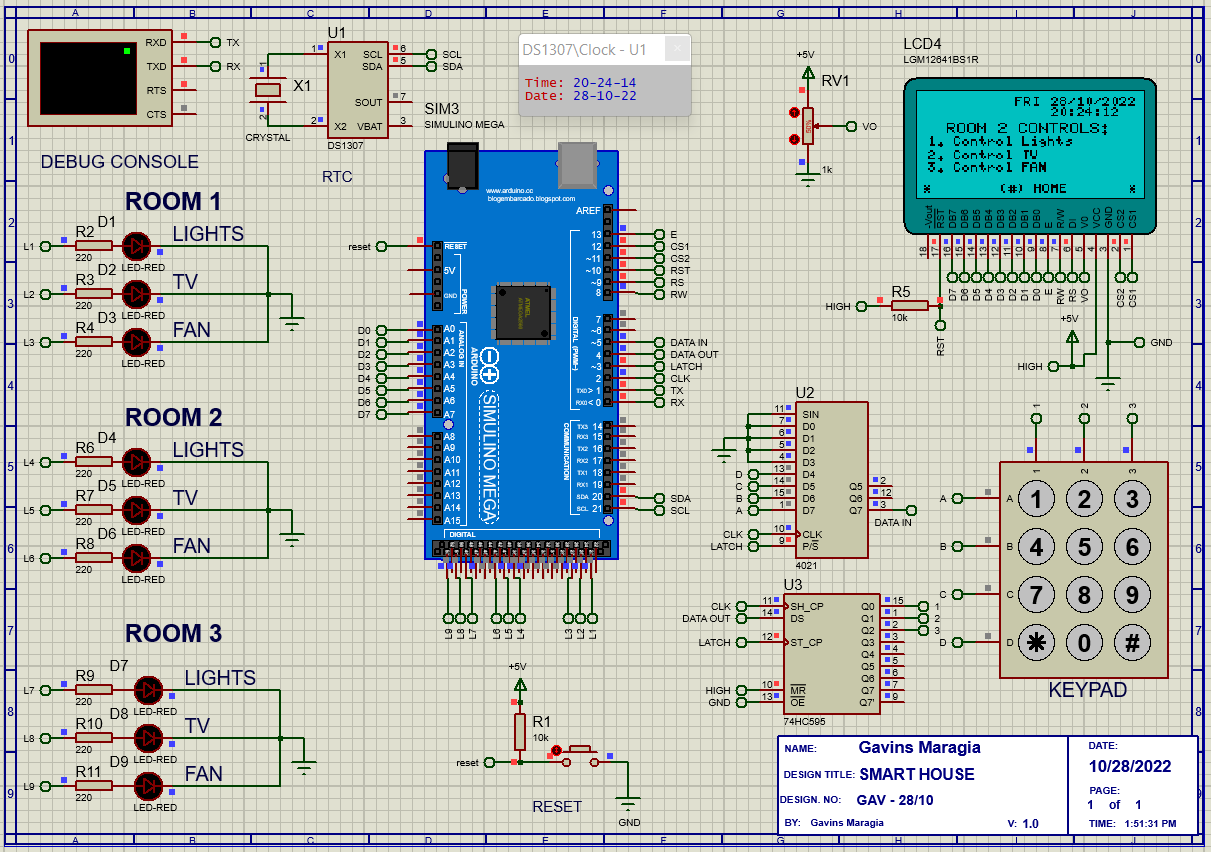 A B C D E F G H I J
0
1
2
3
4
5
6
7
8
9
RXD TX
TXD RX
RTS
CTS
DEBUG CONSOLE
U1
1 X1 SCL 6 SCL
SDA 5 SDA
X1
SOUT 7
2 X2 VBAT 3
CRYSTAL
DS1307
RTC
SIM3
SIMULINO MEGA
DS1307\Clock - U1
Time: 20-24-14
Date: 28-10-22
+5V
RV1
50%
VO
1k
LCD4
LGM12641BS1R
FRI 28/10/2022
20:24:12
ROOM 2 CONTROLS:
1. Control Lights
2. Control TV
3. Control FAN
* (#) HOME *
-Vout RST DB7 DB6 DB5 DB4 DB3 DB2 DB1 DB0 E R/W DI V0 VCC GND CS2 CS1
18 17 16 15 14 13 12 11 10 9 8 7 6 5 4 3 2 1
D7 D6 D5 D4 D3 D2 D1 D0 E RW RS VO CS2 CS1
HIGH R5
10k
RST
+5V
GND
HIGH
ROOM 1
L1 R2 220 D1 LED-RED LIGHTS
L2 R3 220 D2 LED-RED TV
L3 R4 220 D3 LED-RED FAN
ROOM 2
L4 R6 220 D4 LED-RED LIGHTS
L5 R7 220 D5 LED-RED TV
L6 R8 220 D6 LED-RED FAN
ROOM 3
L7 R9 220 D7 LED-RED LIGHTS
L8 R10 220 D8 LED-RED TV
L9 R11 220 D9 LED-RED FAN
www.arduino.cc
blogembarcado.blogspot.com
AREF
reset RESET
5V
GND
POWER
13 E
12 CS1
~11 CS2
~10 RST
~9 RS
8 RW
7
~6
~5 DATA IN
4 DATA OUT
~3 LATCH
2 CLK
TXD > 1 TX
RXD < 0 RX
DIGITAL (PWM~)
D0 A0
D1 A1
D2 A2
D3 A3
D4 A4
D5 A5
D6 A6
D7 A7
A8
A9
A10
A11
A12
A13
A14
A15
ANALOG IN
ARDUINO
SIMULINO MEGA
TX3 14
RX3 15
TX2 16
RX2 17
TX1 18
RX1 19
SDA 20 SDA
SCL 21 SCL
COMMUNICATION
DIGITAL
L9 L8 L7 L6 L5 L4 L3 L2 L1
U2
11 SIN
7 D0
6 D1
5 D2
4 D3
D 13 D4
C 14 D5 Q5 2
B 15 D6 Q6 12
A 1 D7 Q7 3
DATA IN
CLK 10 CLK
LATCH 9 P/S
4021
U3
CLK 11 SH_CP Q0 15 1
DATA OUT 14 DS Q1 1 2
Q2 2 3
LATCH 12 ST_CP Q3 3
Q4 4
Q5 5
Q6 6
HIGH 10 MR Q7 7
GND 13 OE Q7' 9
74HC595
1 2 3
1 2 3
A A 1 2 3
B B 4 5 6
C C 7 8 9
D D * 0 #
KEYPAD
+5V
R1
10k
reset
RESET
GND
NAME: Gavins Maragia
DESIGN TITLE: SMART HOUSE
DESIGN. NO: GAV - 28/10
BY: Gavins Maragia V: 1.0
DATE:
10/28/2022
PAGE:
1 of 1
TIME: 1:51:31 PM
A B C D E F G H I J